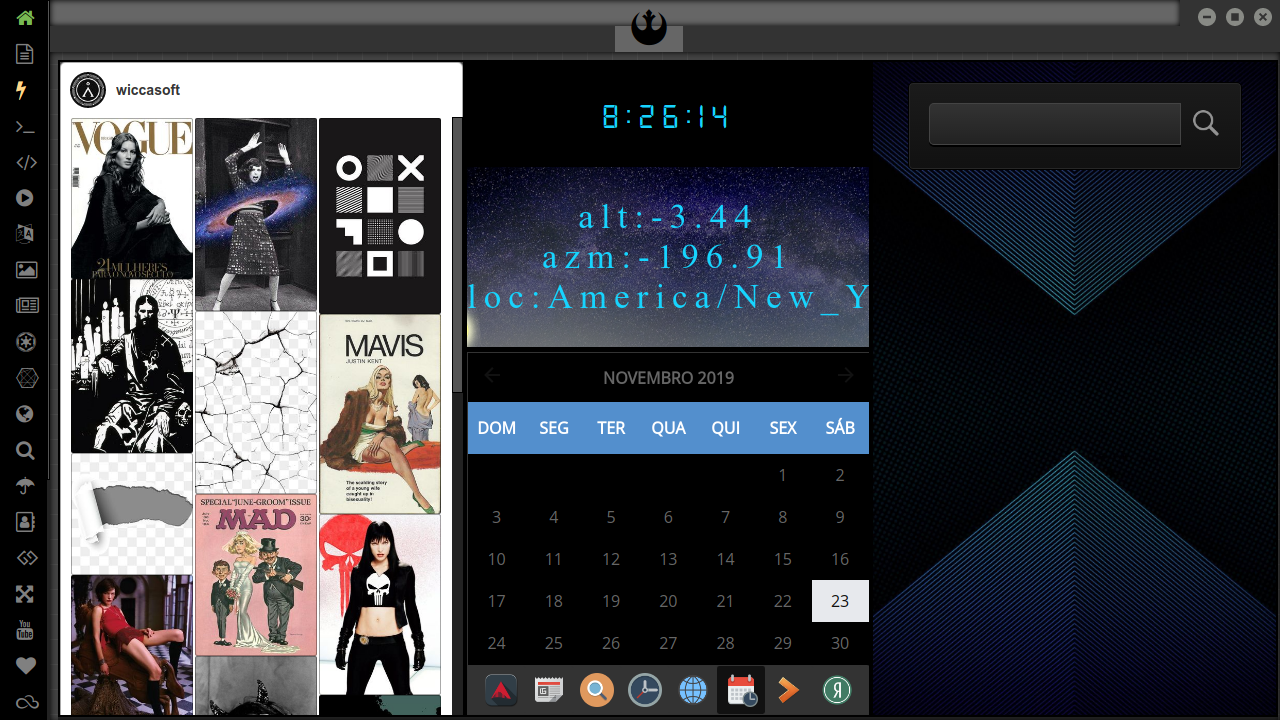 wiccasoft
VOGUE
21 MULHERES
PARA O NOVO SÉCULO
MAVIS
JUSTIN KENT
The scalding story
of a young wife
caught up in
bisexuality!
SPECIAL "JUNE-GROOM" ISSUE
MAD
30¢
8:26:14
alt:-3.44
azm:-196.91
loc:America/New_Y
NOVEMBRO 2019
DOM SEG TER QUA QUI SEX SÁB
1 2
3 4 5 6 7 8 9
10 11 12 13 14 15 16
17 18 19 20 21 22 23
24 25 26 27 28 29 30
You
Tube
Я